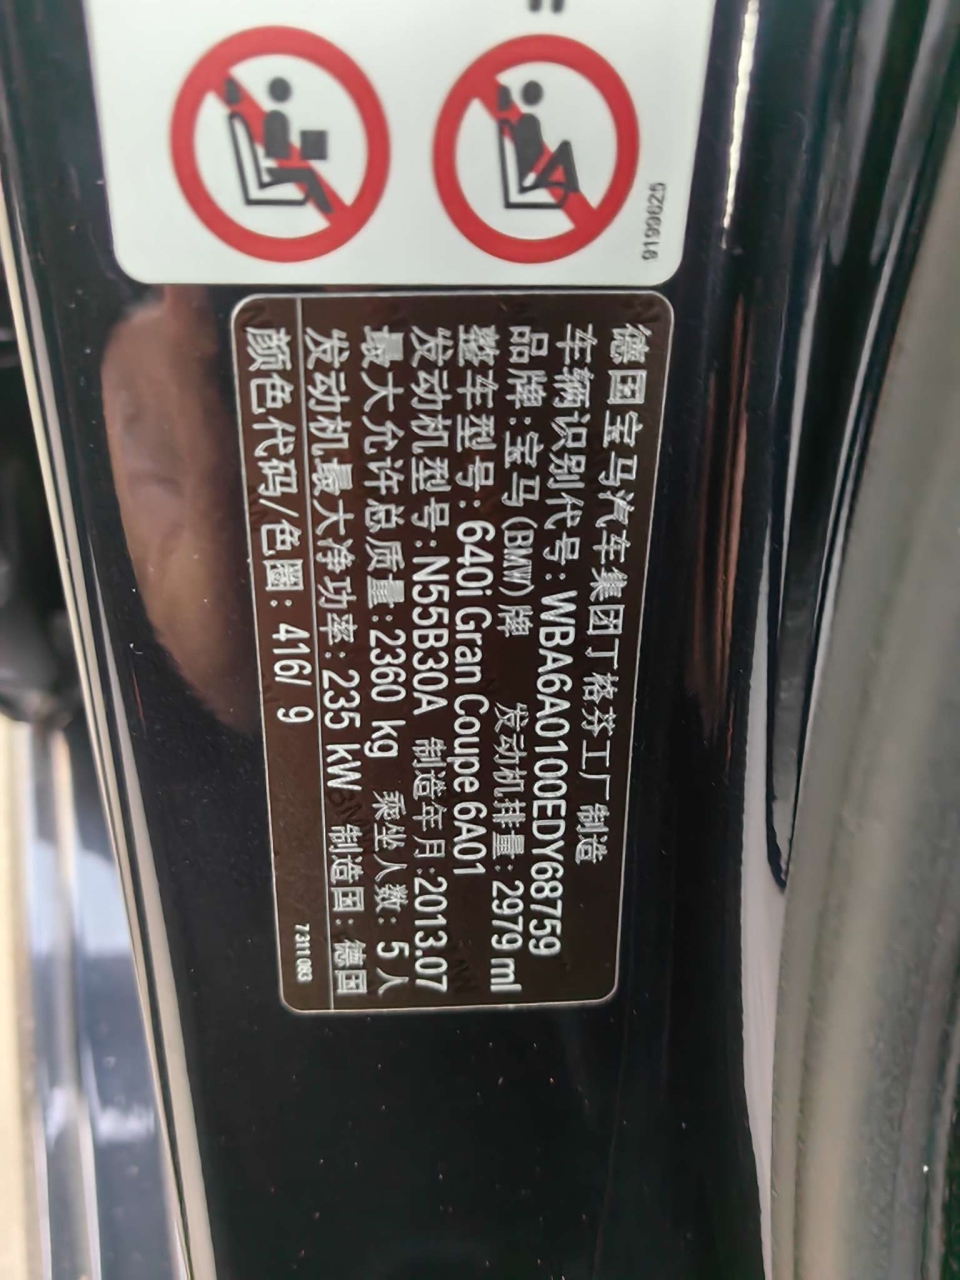 5299616
德国宝马汽车集团丁格芬工厂制造
车辆识别代号：WBA6A0100EDY68759
品牌：宝马(BMW)牌 发动机排量：2979 ml
整车型号：640i Gran Coupe 6A01
发动机型号：N55B30A 制造年月：2013.07
最大允许总质量：2360 kg 乘坐人数：5人
发动机最大净功率：235 kW 制造国：德国
颜色代码/色圈：416/ 9
7311083